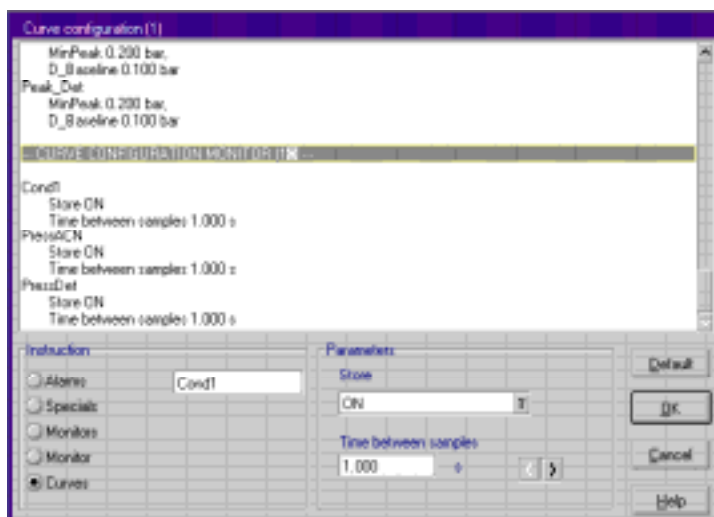 Curve configuration (1)
MinPeak 0.200 bar,
D_Baseline 0.100 bar
Peak_Det
MinPeak 0.200 bar,
D_Baseline 0.100 bar
CURVE CONFIGURATION MONITOR
Cond1
Store ON
Time between samples 1.000 s
PressACN
Store ON
Time between samples 1.000 s
PressDet
Store ON
Time between samples 1.000 s
Instruction
Alarms
Specials
Monitors
Monitor
Curves
Cond1
Parameters
Store
ON
Time between samples
1.000 s
Default
OK
Cancel
Help